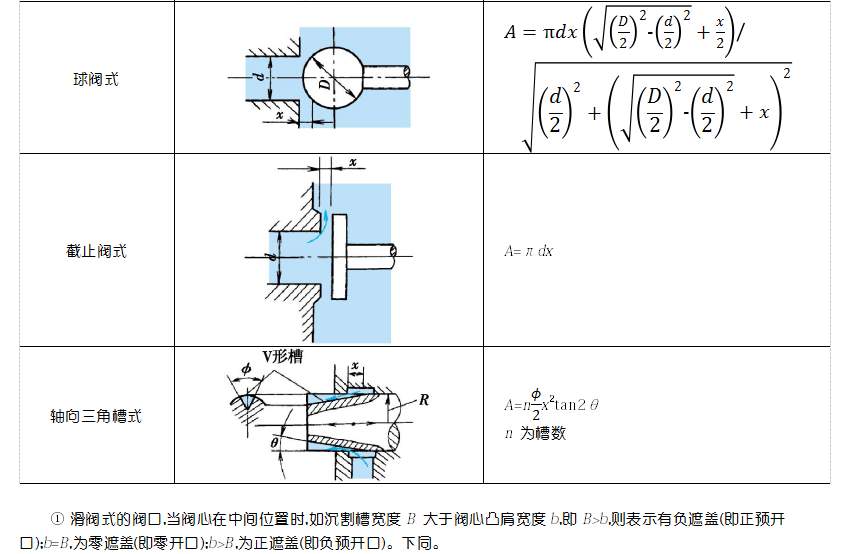 球阀式
d
D
x
A = πdx(√((D/2)²-(d/2)²)+x/2)/
√((d/2)²+(√((D/2)²-(d/2)²)+x)²)
截止阀式
x
d
A= π dx
轴向三角槽式
V形槽
ϕ
x
R
θ
A=n ϕ/2 x²tan2 θ
n 为槽数
① 滑阀式的阀口,当阀心在中间位置时,如沉割槽宽度 B 大于阀心凸肩宽度 b,即 B>b,则表示有负遮盖(即正预开
口);b=B,为零遮盖(即零开口);b>B,为正遮盖(即负预开口)。下同。